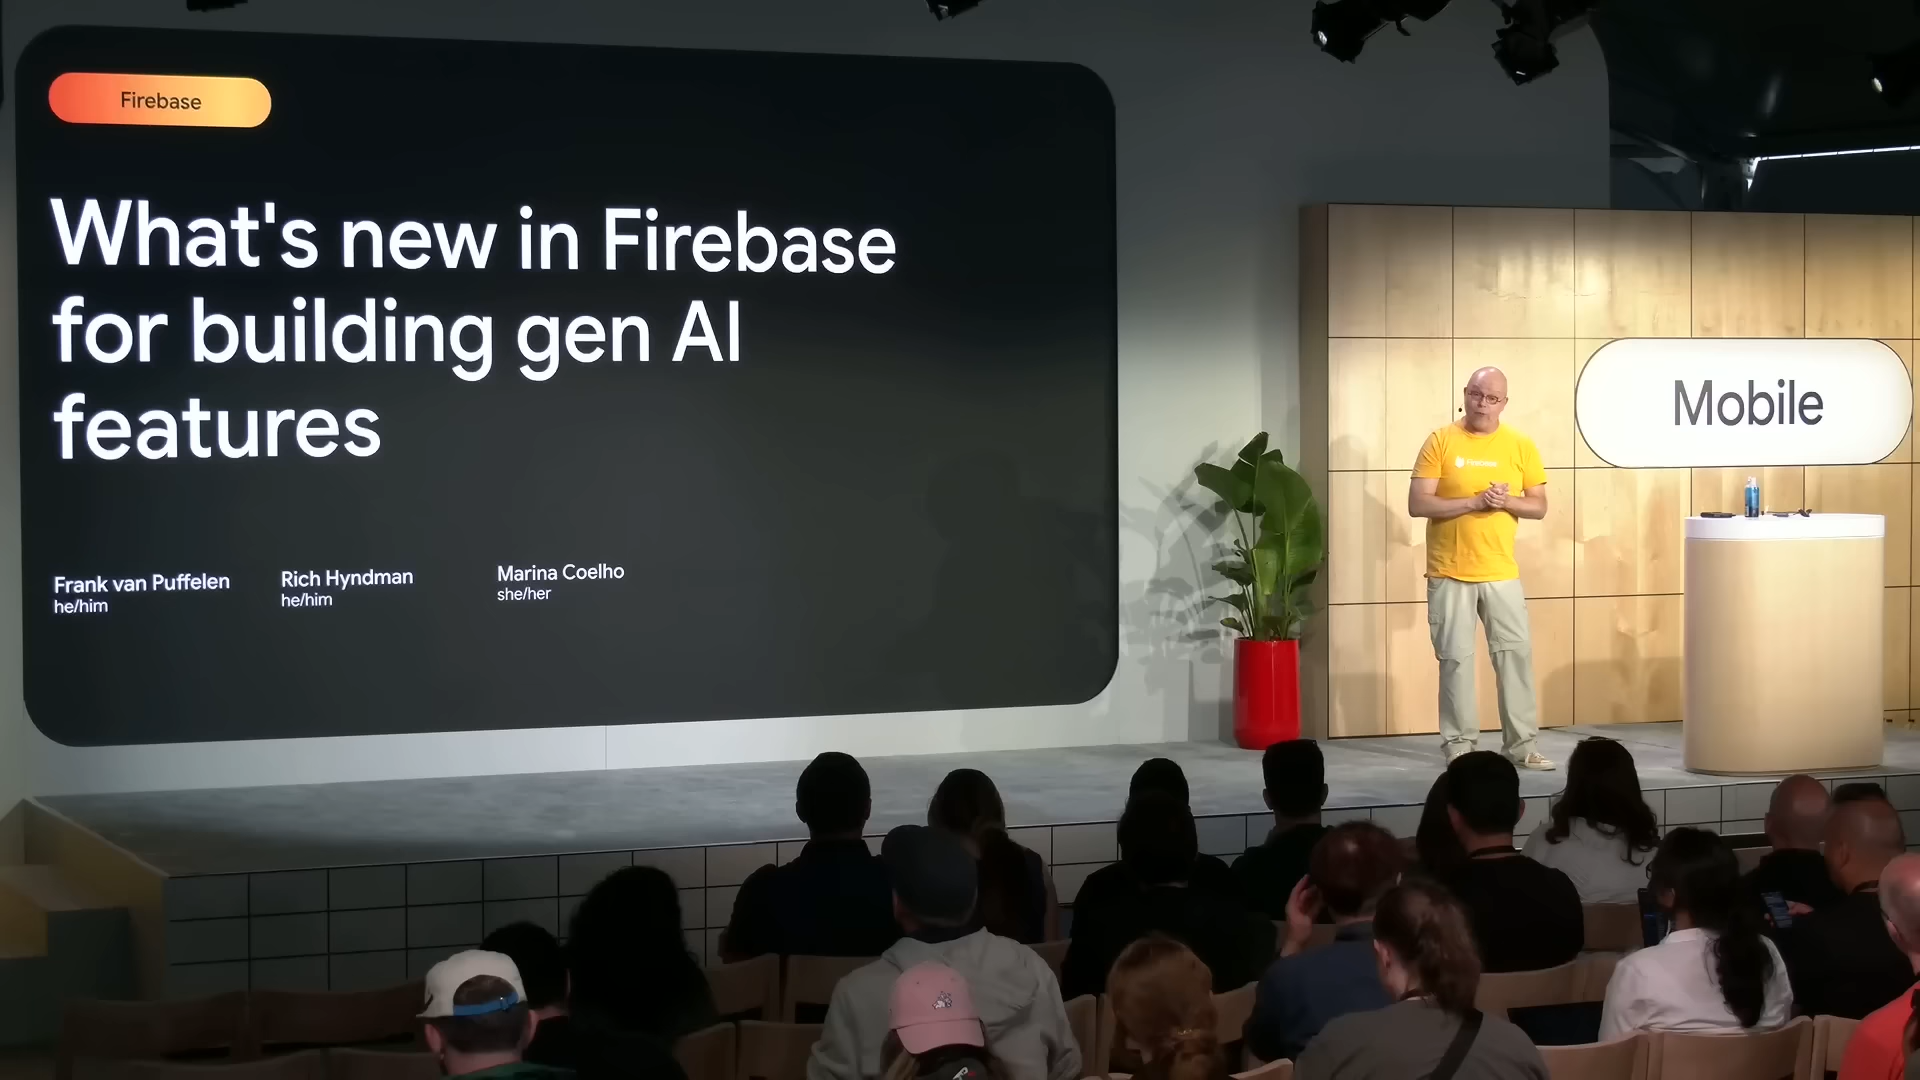 Firebase
What's new in Firebase
for building gen AI
features
Frank van Puffelen
he/him
Rich Hyndman
he/him
Marina Coelho
she/her
Mobile
Firebase